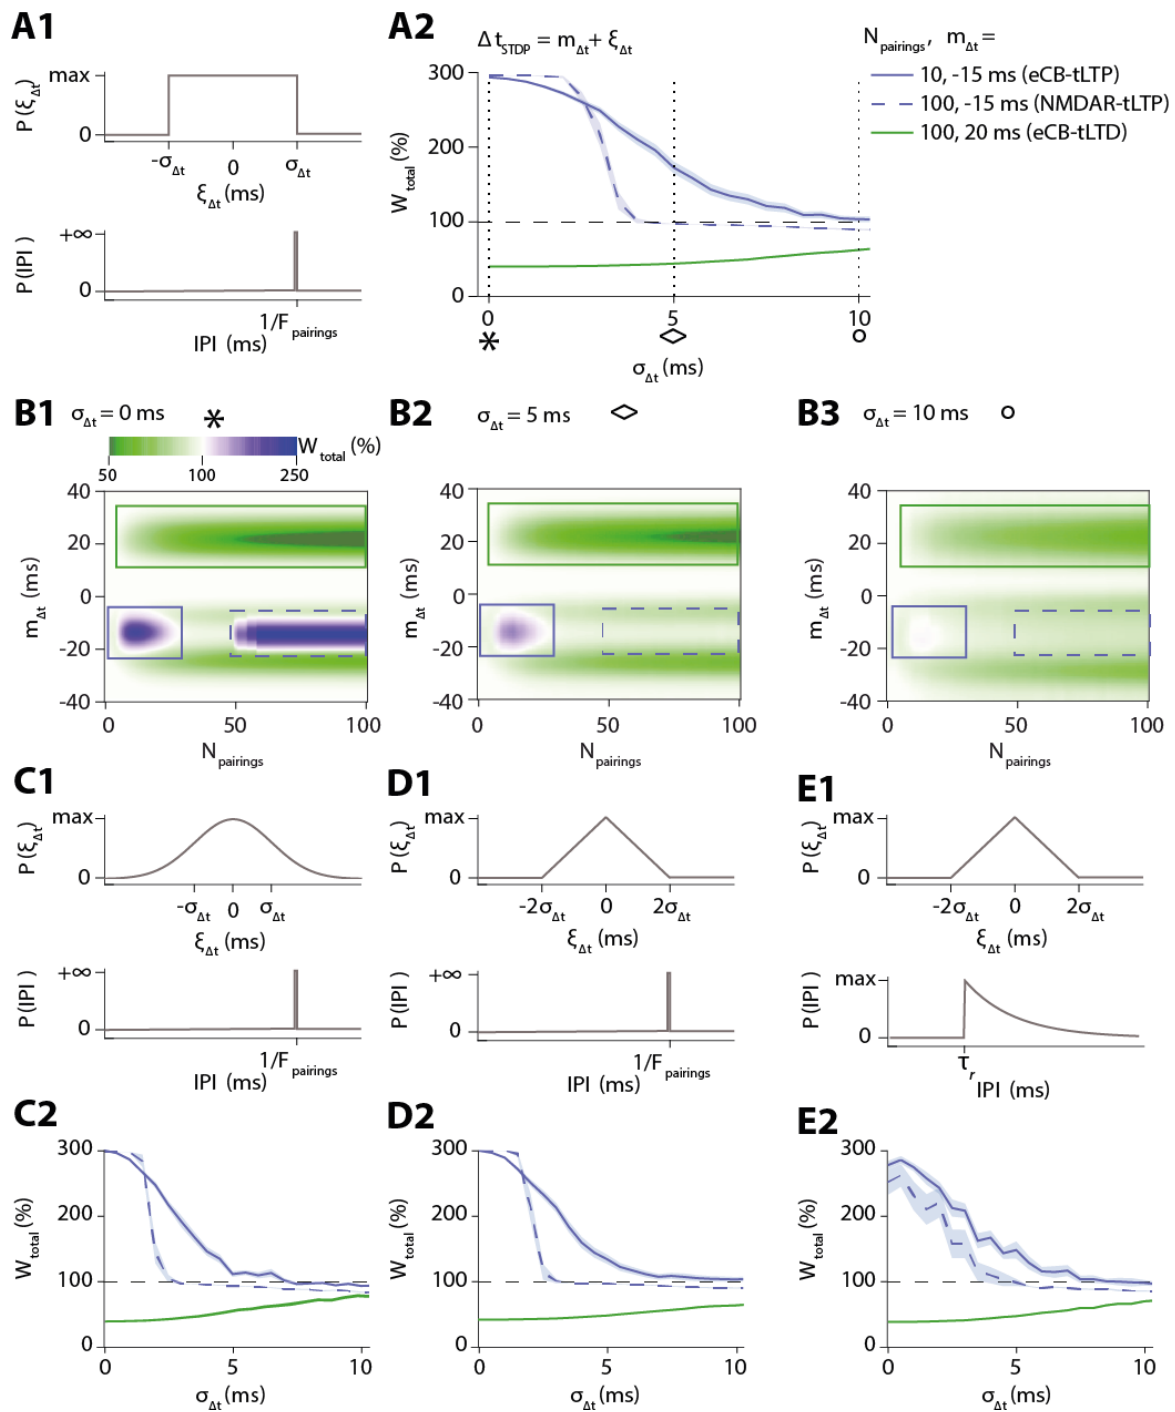 A1
max
P(ξΔt)
0
-σΔt 0 σΔt
ξΔt (ms)
+∞
P(IPI)
0
1/Fpairings
IPI (ms)
A2
ΔtSTDP = mΔt + ξΔt
Npairings, mΔt =
10, -15 ms (eCB-tLTP)
100, -15 ms (NMDAR-tLTP)
100, 20 ms (eCB-tLTD)
300
200
100
0
Wtotal (%)
0 5 10
σΔt (ms)
B1 σΔt = 0 ms
Wtotal (%)
50 100 250
40
20
0
-20
-40
mΔt (ms)
0 50 100
Npairings
B2 σΔt = 5 ms
40
20
0
-20
-40
mΔt (ms)
0 50 100
Npairings
B3 σΔt = 10 ms
40
20
0
-20
-40
mΔt (ms)
0 50 100
Npairings
C1
max
P(ξΔt)
0
-σΔt 0 σΔt
ξΔt (ms)
+∞
P(IPI)
0
1/Fpairings
IPI (ms)
D1
max
P(ξΔt)
0
-2σΔt 0 2σΔt
ξΔt (ms)
+∞
P(IPI)
0
1/Fpairings
IPI (ms)
E1
max
P(ξΔt)
0
-2σΔt 0 2σΔt
ξΔt (ms)
max
P(IPI)
0
τr
IPI (ms)
C2
300
200
100
0
Wtotal (%)
0 5 10
σΔt (ms)
D2
300
200
100
0
Wtotal (%)
0 5 10
σΔt (ms)
E2
300
200
100
0
Wtotal (%)
0 5 10
σΔt (ms)